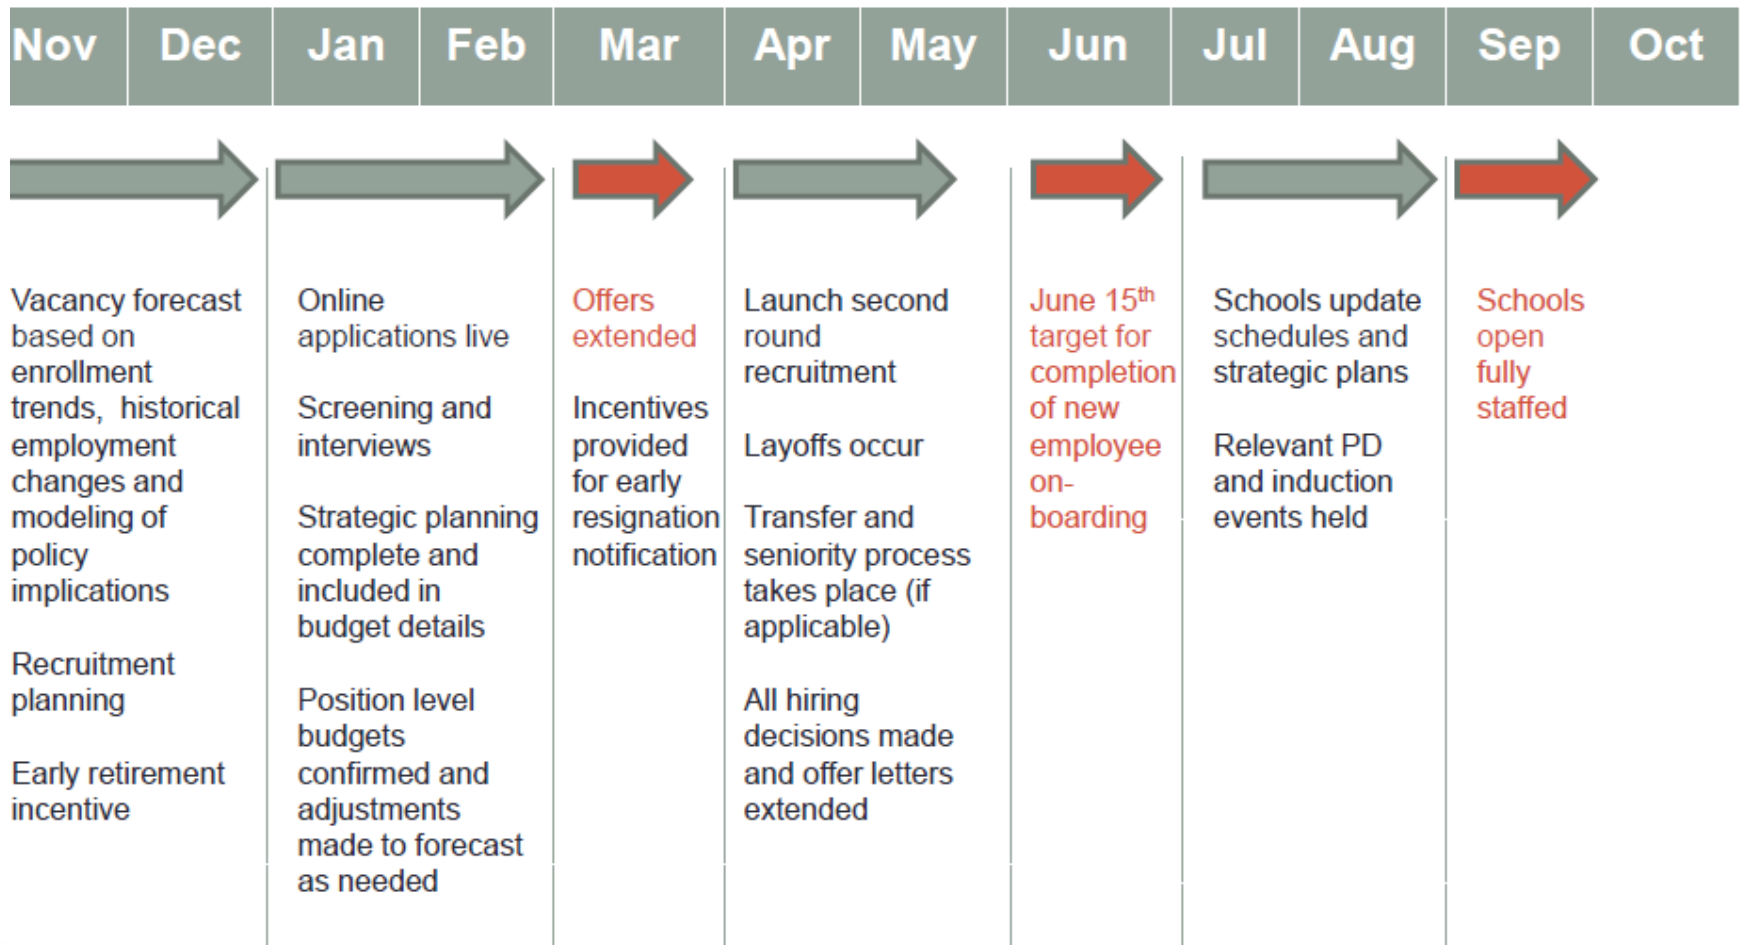 Nov Dec Jan Feb Mar Apr May Jun Jul Aug Sep Oct
Vacancy forecast
based on
enrollment
trends, historical
employment
changes and
modeling of
policy
implications
Recruitment
planning
Early retirement
incentive
Online
applications live
Screening and
interviews
Strategic planning
complete and
included in
budget details
Position level
budgets
confirmed and
adjustments
made to forecast
as needed
Offers
extended
Incentives
provided
for early
resignation
notification
Launch second
round
recruitment
Layoffs occur
Transfer and
seniority process
takes place (if
applicable)
All hiring
decisions made
and offer letters
extended
June 15th
target for
completion
of new
employee
on-
boarding
Schools update
schedules and
strategic plans
Relevant PD
and induction
events held
Schools
open
fully
staffed